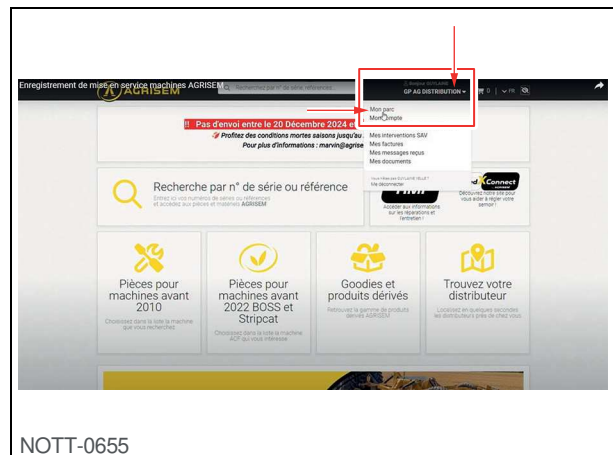 Enregistrement de mise en service machines AGRISEM
AGRISEM
Recherchez par n° de série, références
Bonjour GUYLAINE
GP AG DISTRIBUTION
0
FR
Mon parc
Mon compte
Mes interventions SAV
Mes factures
Mes messages reçus
Mes documents
Me déconnecter
!! Pas d'envoi entre le 20 Décembre 2024 et
Profitez des conditions mortes saisons jusqu'au
Pour plus d'informations : marvin@agrise
Recherche par n° de série ou référence
Entrez ici vos numéros de séries ou références
et accédez aux pièces et matériels AGRISEM
Accéder aux informations
sur les réparations et
l'entretien !
Connect
Découvrez notre site pour
vous aider à régler votre
semoir !
Pièces pour
machines avant
2010
Choisissez dans la liste la machine
que vous recherchez
Pièces pour
machines avant
2022 BOSS et
Stripcat
Choisissez dans la liste la machine
ACF qui vous intéresse
Goodies et
produits dérivés
Retrouvez la gamme de produits
dérivés AGRISEM
Trouvez votre
distributeur
Localisez en quelques secondes
les distributeurs près de chez vous
NOTT-0655